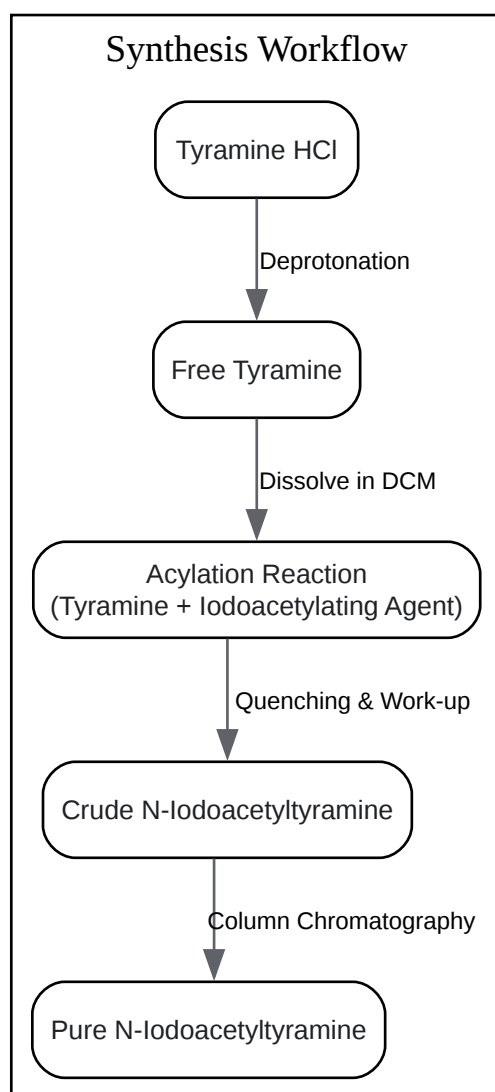 Synthesis Workflow
Tyramine HCl
Deprotonation
Free Tyramine
Dissolve in DCM
Acylation Reaction
(Tyramine + Iodoacetylating Agent)
Quenching & Work-up
Crude N-Iodoacetyltyramine
Column Chromatography
Pure N-Iodoacetyltyramine